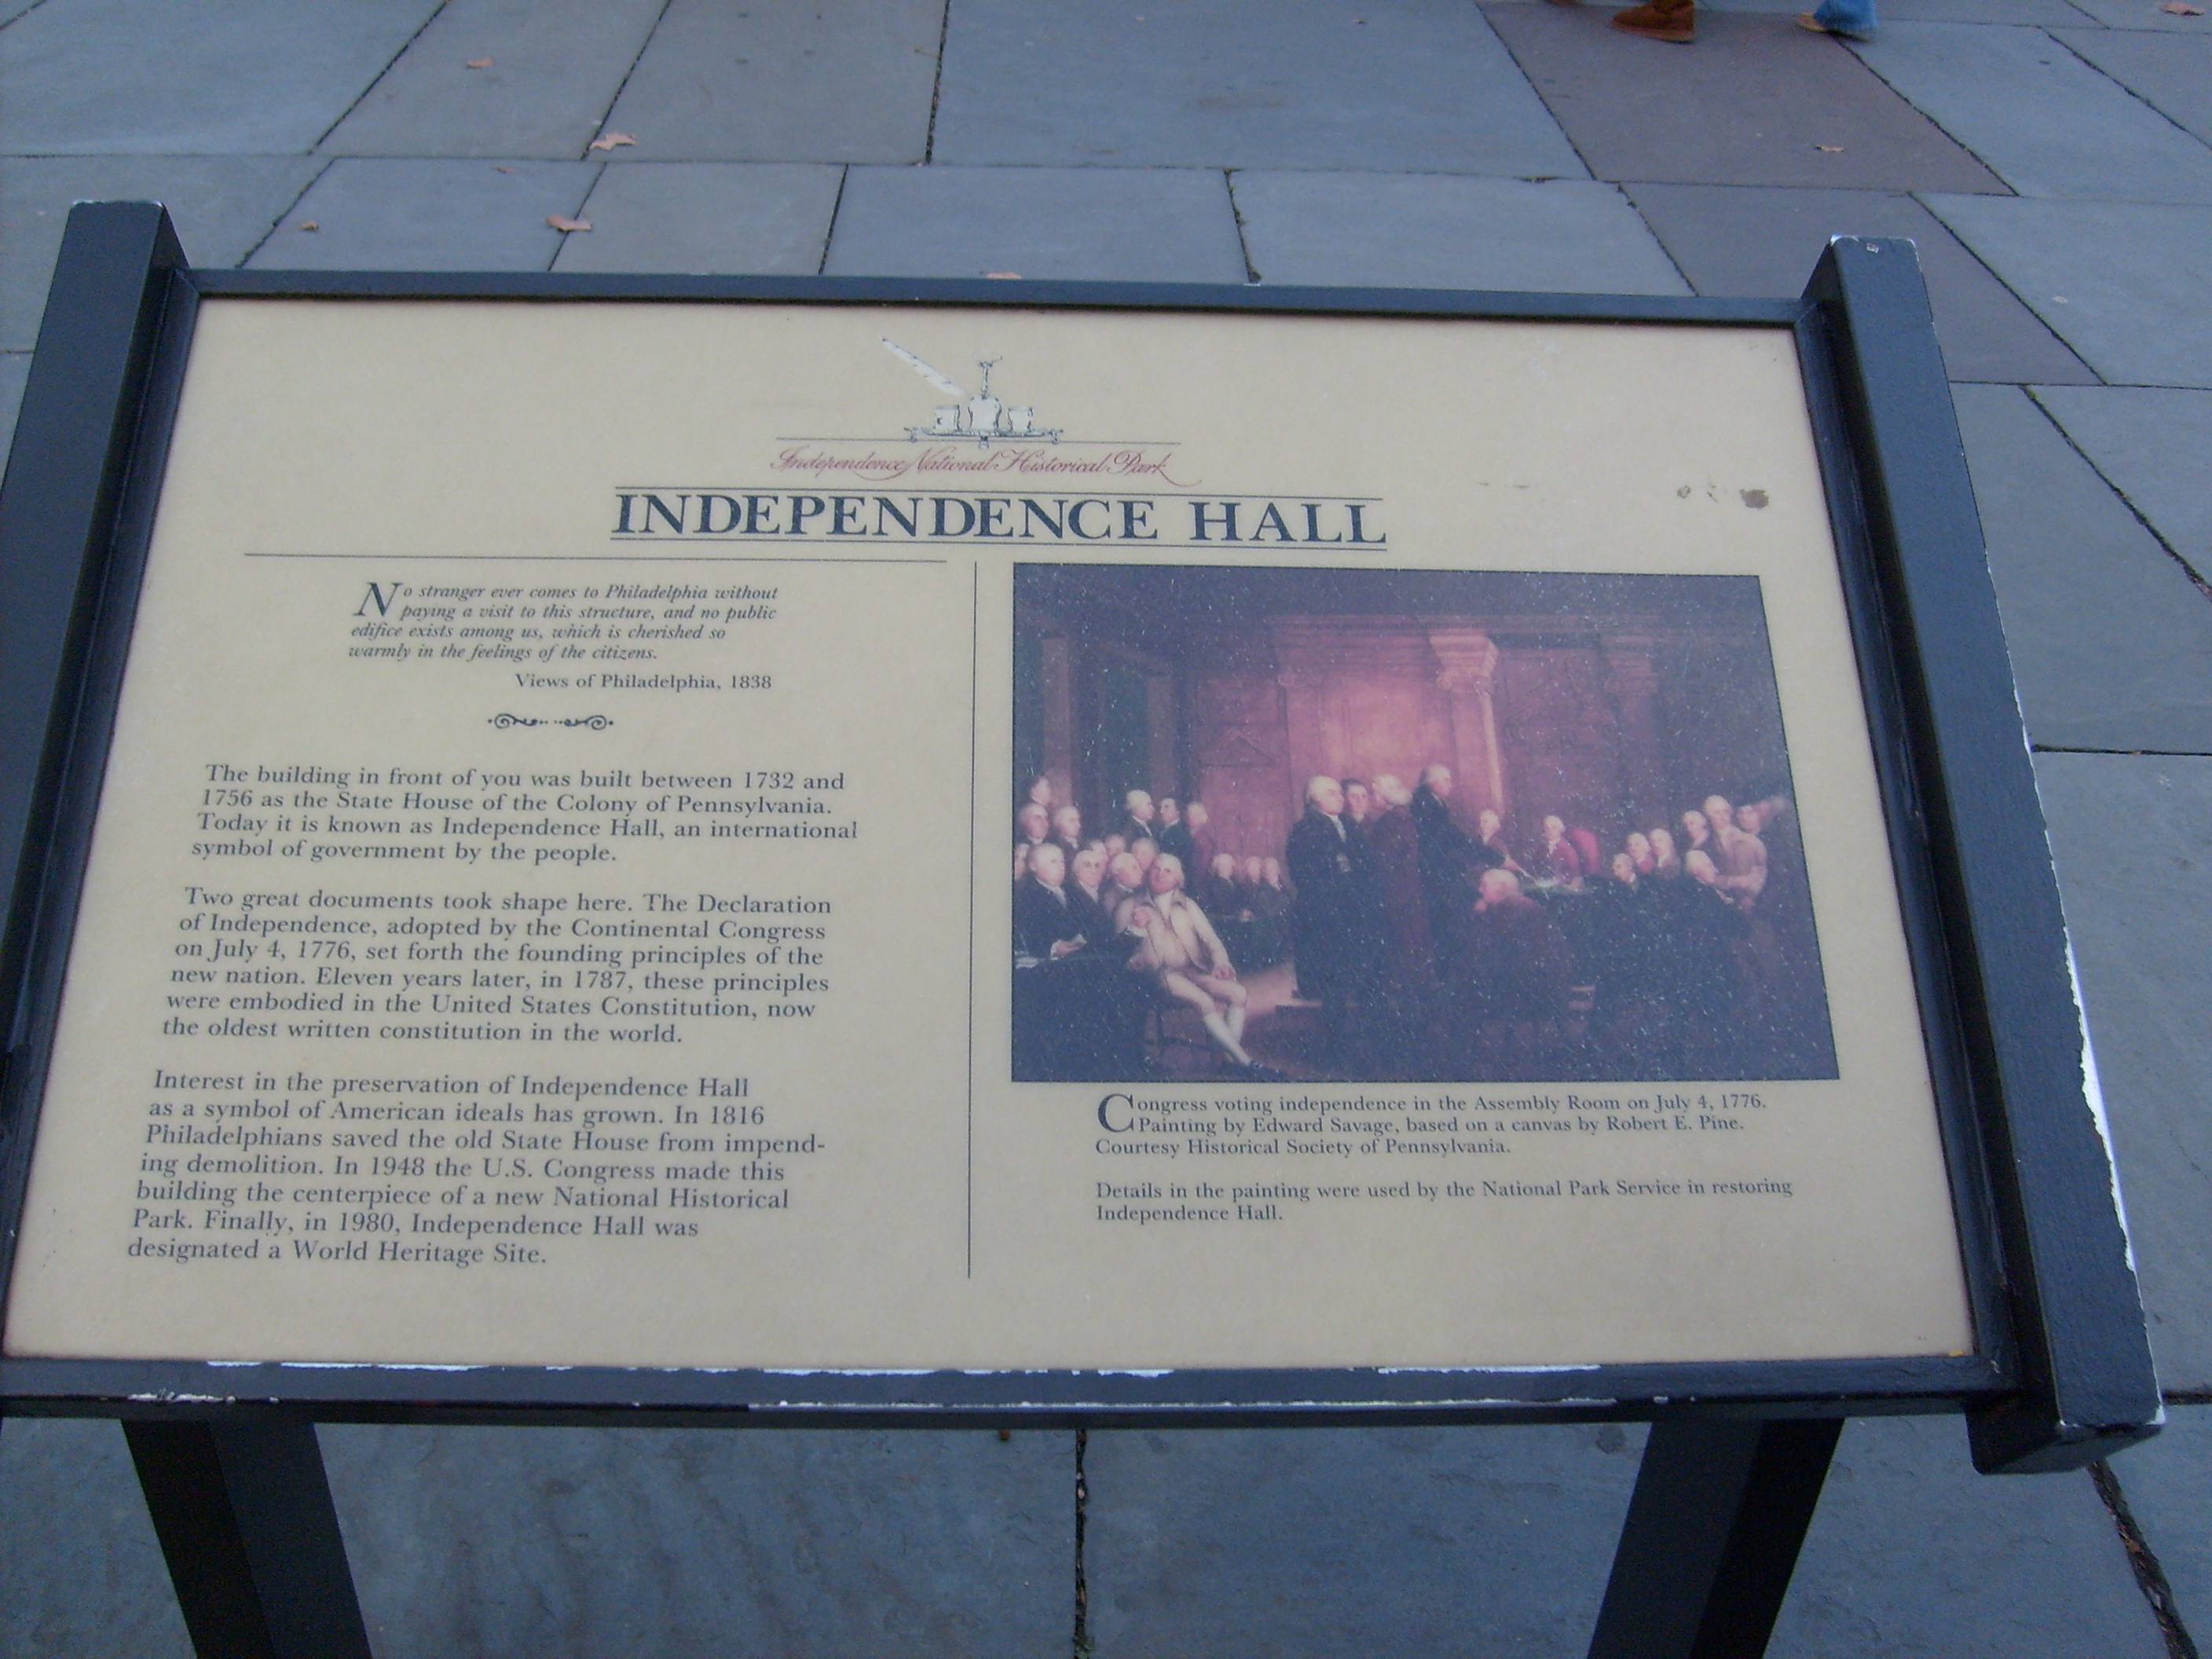 Independence National Historical Park
INDEPENDENCE HALL
No stranger ever comes to Philadelphia without
paying a visit to this structure, and no public
edifice exists among us, which is cherished so
warmly in the feelings of the citizens.
Views of Philadelphia, 1838
The building in front of you was built between 1732 and
1756 as the State House of the Colony of Pennsylvania.
Today it is known as Independence Hall, an international
symbol of government by the people.
Two great documents took shape here. The Declaration
of Independence, adopted by the Continental Congress
on July 4, 1776, set forth the founding principles of the
new nation. Eleven years later, in 1787, these principles
were embodied in the United States Constitution, now
the oldest written constitution in the world.
Interest in the preservation of Independence Hall
as a symbol of American ideals has grown. In 1816
Philadelphians saved the old State House from impend-
ing demolition. In 1948 the U.S. Congress made this
building the centerpiece of a new National Historical
Park. Finally, in 1980, Independence Hall was
designated a World Heritage Site.
Congress voting independence in the Assembly Room on July 4, 1776.
Painting by Edward Savage, based on a canvas by Robert E. Pine.
Courtesy Historical Society of Pennsylvania.
Details in the painting were used by the National Park Service in restoring
Independence Hall.